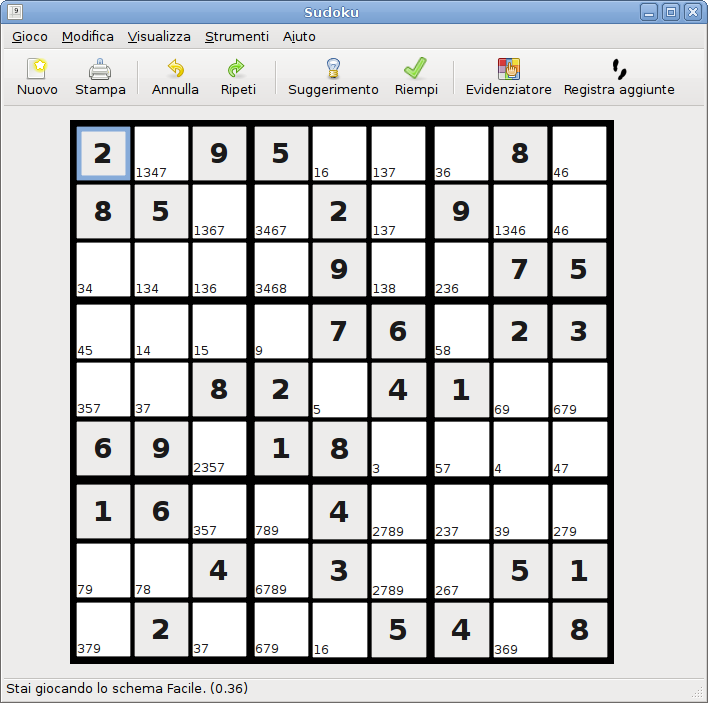 Sudoku
Gioco Modifica Visualizza Strumenti Aiuto
Nuovo Stampa Annulla Ripeti Suggerimento Riempi Evidenziatore Registra aggiunte
2 1347 9 5 16 137 36 8 46
8 5 1367 3467 2 137 9 1346 46
34 134 136 3468 9 138 236 7 5
45 14 15 9 7 6 58 2 3
357 37 8 2 5 4 1 69 679
6 9 2357 1 8 3 57 4 47
1 6 357 789 4 2789 237 39 279
79 78 4 6789 3 2789 267 5 1
379 2 37 679 16 5 4 369 8
Stai giocando lo schema Facile. (0.36)